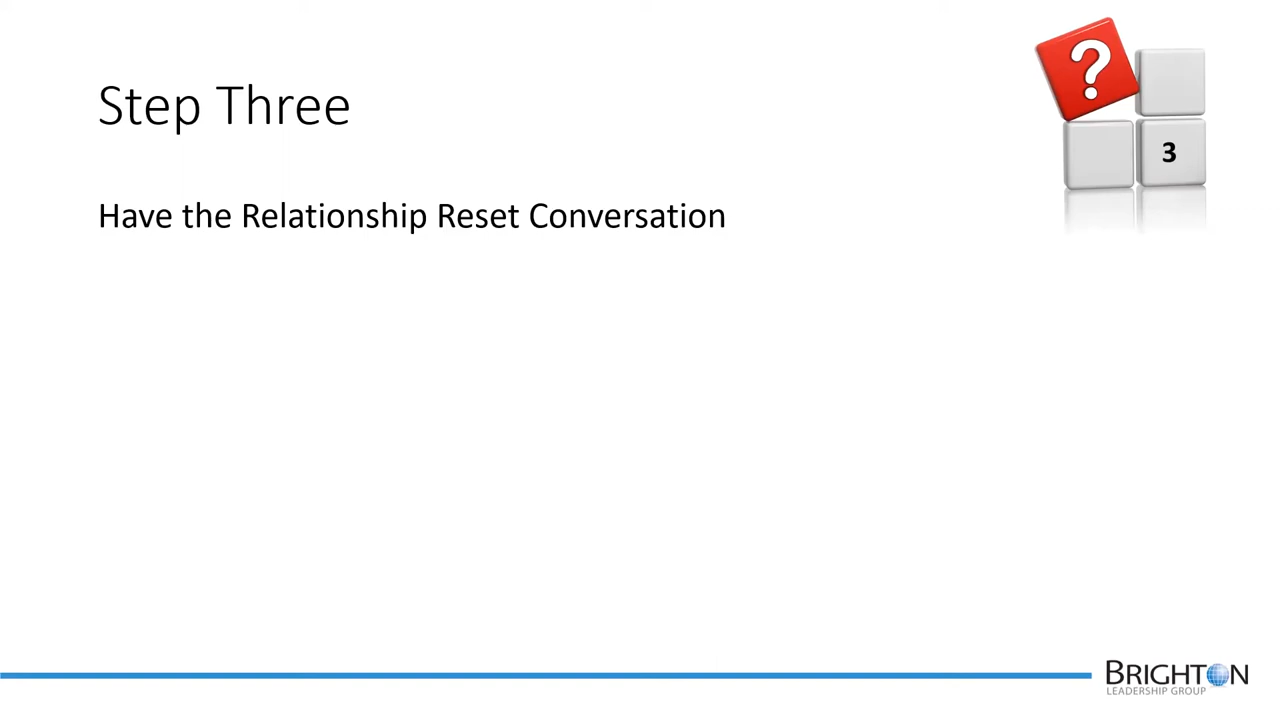 Step Three
?
3
Have the Relationship Reset Conversation
BRIGHTON
LEADERSHIP GROUP